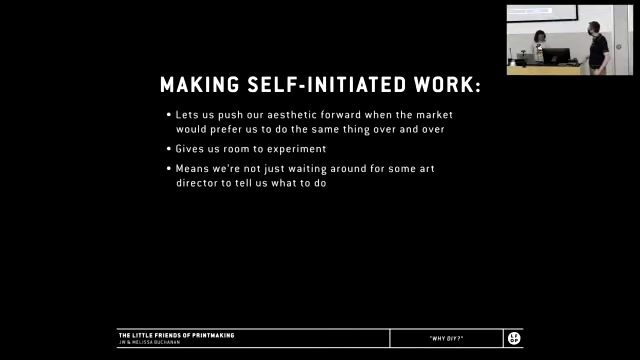 MAKING SELF-INITIATED WORK:
• Lets us push our aesthetic forward when the market
would prefer us to do the same thing over and over
• Gives us room to experiment
• Means we're not just waiting around for some art
director to tell us what to do
THE LITTLE FRIENDS OF PRINTMAKING
JW & MELISSA BUCHANAN
"WHY DIY?"
LF
OP